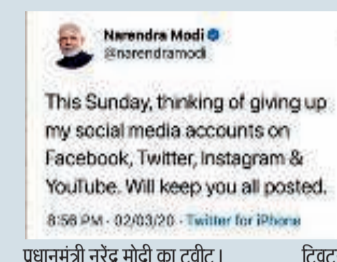 Narendra Modi
@narendramodi
This Sunday, thinking of giving up
my social media accounts on
Facebook, Twitter, Instagram &
YouTube. Will keep you all posted.
8:56 PM · 02/03/20 · Twitter for iPhone
प्रधानमंत्री नरेंद्र मोदी का ट्वीट।